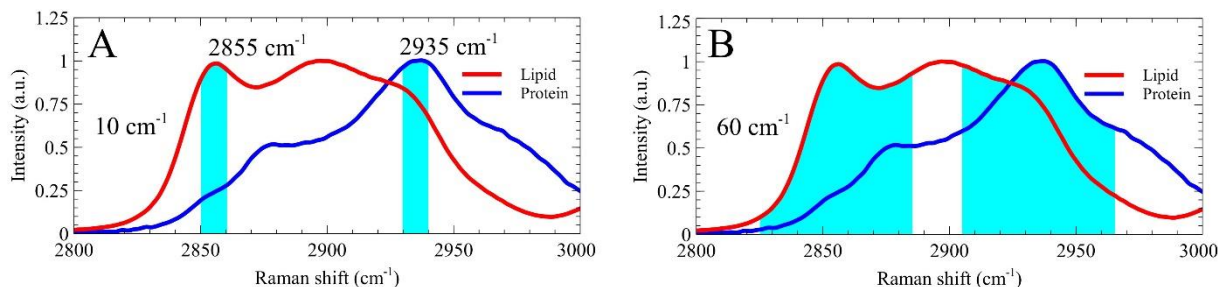 A
2855 cm⁻¹
2935 cm⁻¹
10 cm⁻¹
Lipid
Protein
Intensity (a.u.)
1.25
1
0.75
0.5
0.25
0
2800
2850
2900
2950
3000
Raman shift (cm⁻¹)
B
60 cm⁻¹
Lipid
Protein
Intensity (a.u.)
1.25
1
0.75
0.5
0.25
0
2800
2850
2900
2950
3000
Raman shift (cm⁻¹)